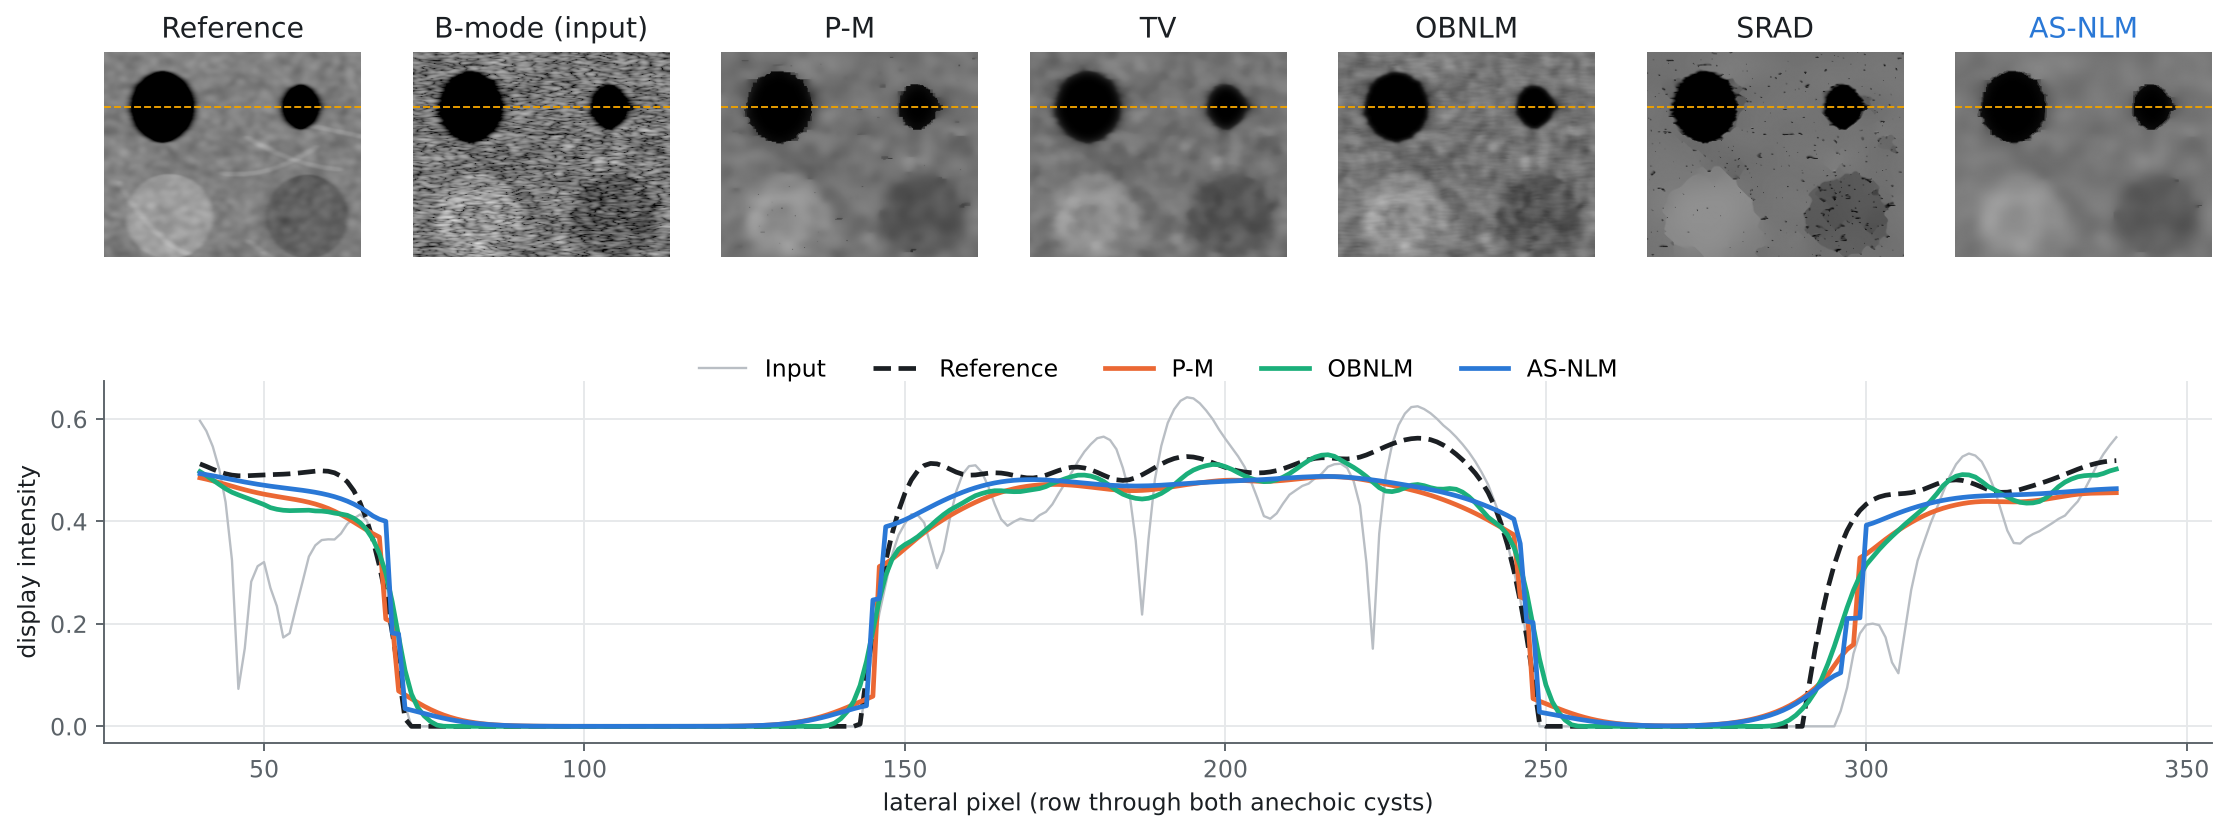 Reference B-mode (input) P-M TV OBNLM SRAD AS-NLM
Input Reference P-M OBNLM AS-NLM
0.6
0.4
0.2
0.0
display intensity
50 100 150 200 250 300 350
lateral pixel (row through both anechoic cysts)